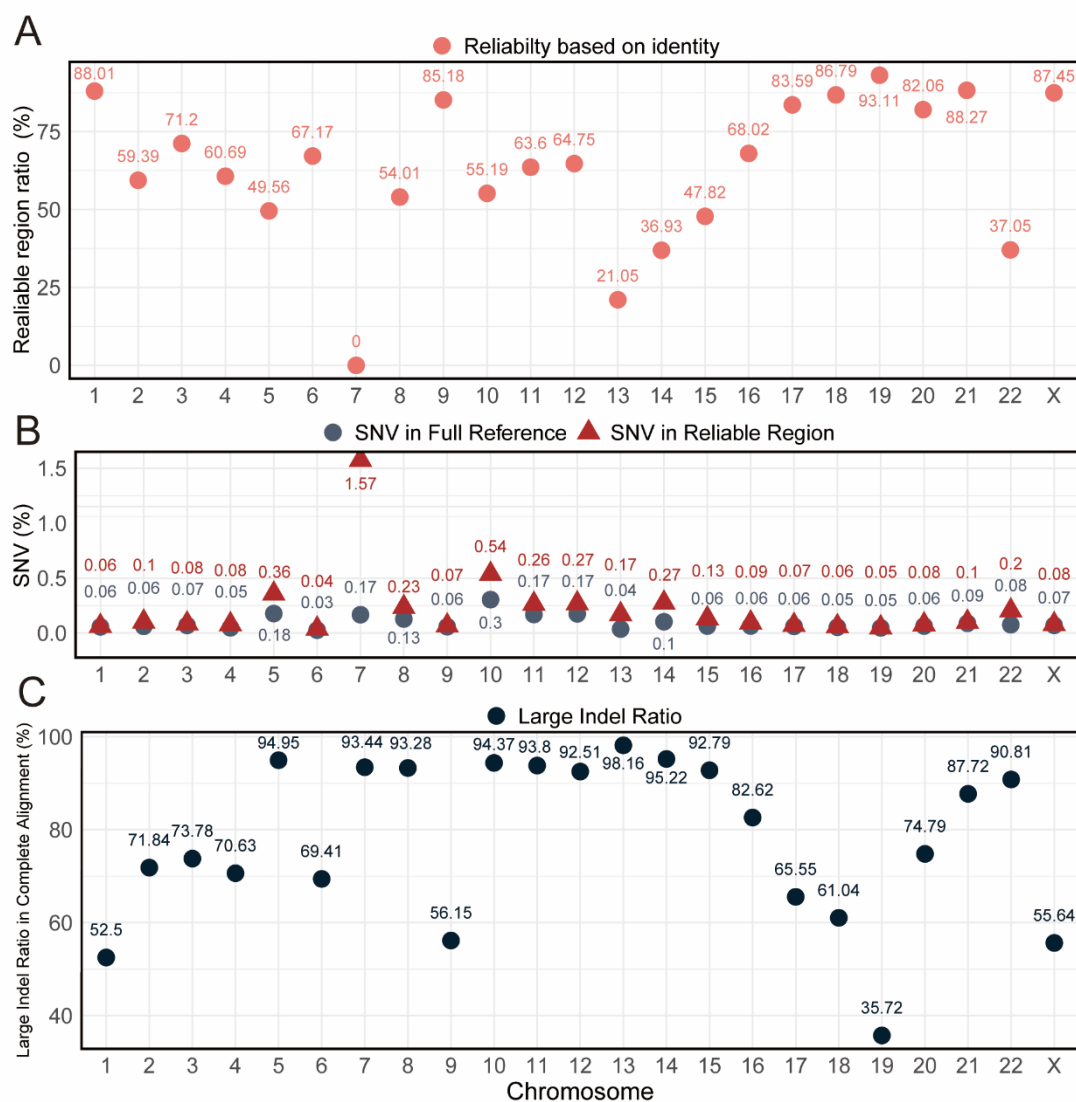 A
Reliabilty based on identity
Realiable region ratio (%)
75
50
25
0
88.01 59.39 71.2 60.69 49.56 67.17 0 54.01 85.18 55.19 63.6 64.75 21.05 36.93 47.82 68.02 83.59 86.79 93.11 82.06 88.27 37.05 87.45
1 2 3 4 5 6 7 8 9 10 11 12 13 14 15 16 17 18 19 20 21 22 X
B
SNV in Full Reference SNV in Reliable Region
SNV (%)
1.5
1.0
0.5
0.0
0.06 0.1 0.08 0.08 0.36 0.04 1.57 0.23 0.07 0.54 0.26 0.27 0.17 0.27 0.13 0.09 0.07 0.06 0.05 0.08 0.1 0.2 0.08
0.06 0.06 0.07 0.05 0.18 0.03 0.17 0.13 0.06 0.3 0.17 0.17 0.04 0.1 0.06 0.06 0.06 0.05 0.05 0.06 0.09 0.08 0.07
1 2 3 4 5 6 7 8 9 10 11 12 13 14 15 16 17 18 19 20 21 22 X
C
Large Indel Ratio
Large Indel Ratio in Complete Alignment (%)
100
80
60
40
52.5 71.84 73.78 70.63 94.95 69.41 93.44 93.28 56.15 94.37 93.8 92.51 98.16 95.22 92.79 82.62 65.55 61.04 35.72 74.79 87.72 90.81 55.64
1 2 3 4 5 6 7 8 9 10 11 12 13 14 15 16 17 18 19 20 21 22 X
Chromosome